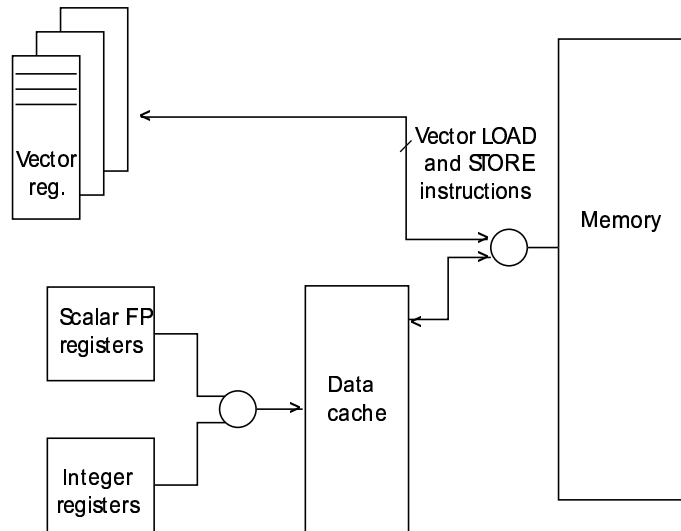 Vector
reg.
Vector LOAD
and STORE
instructions
Memory
Scalar FP
registers
Data
cache
Integer
registers